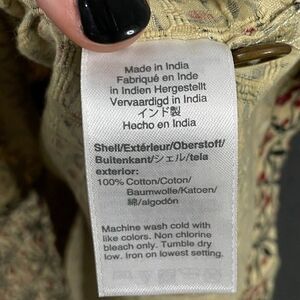 Made in India
Fabriqué en Inde
in Indien Hergestellt
Vervaardigd in India
インド製
Hecho en India
Shell/Extérieur/Oberstoff/
Buitenkant/シェル/tela
exterior:
100% Cotton/Coton/
Baumwolle/Katoen/
綿/algodón
Machine wash cold with
like colors. Non chlorine
bleach only. Tumble dry
low. Iron on lowest setting.